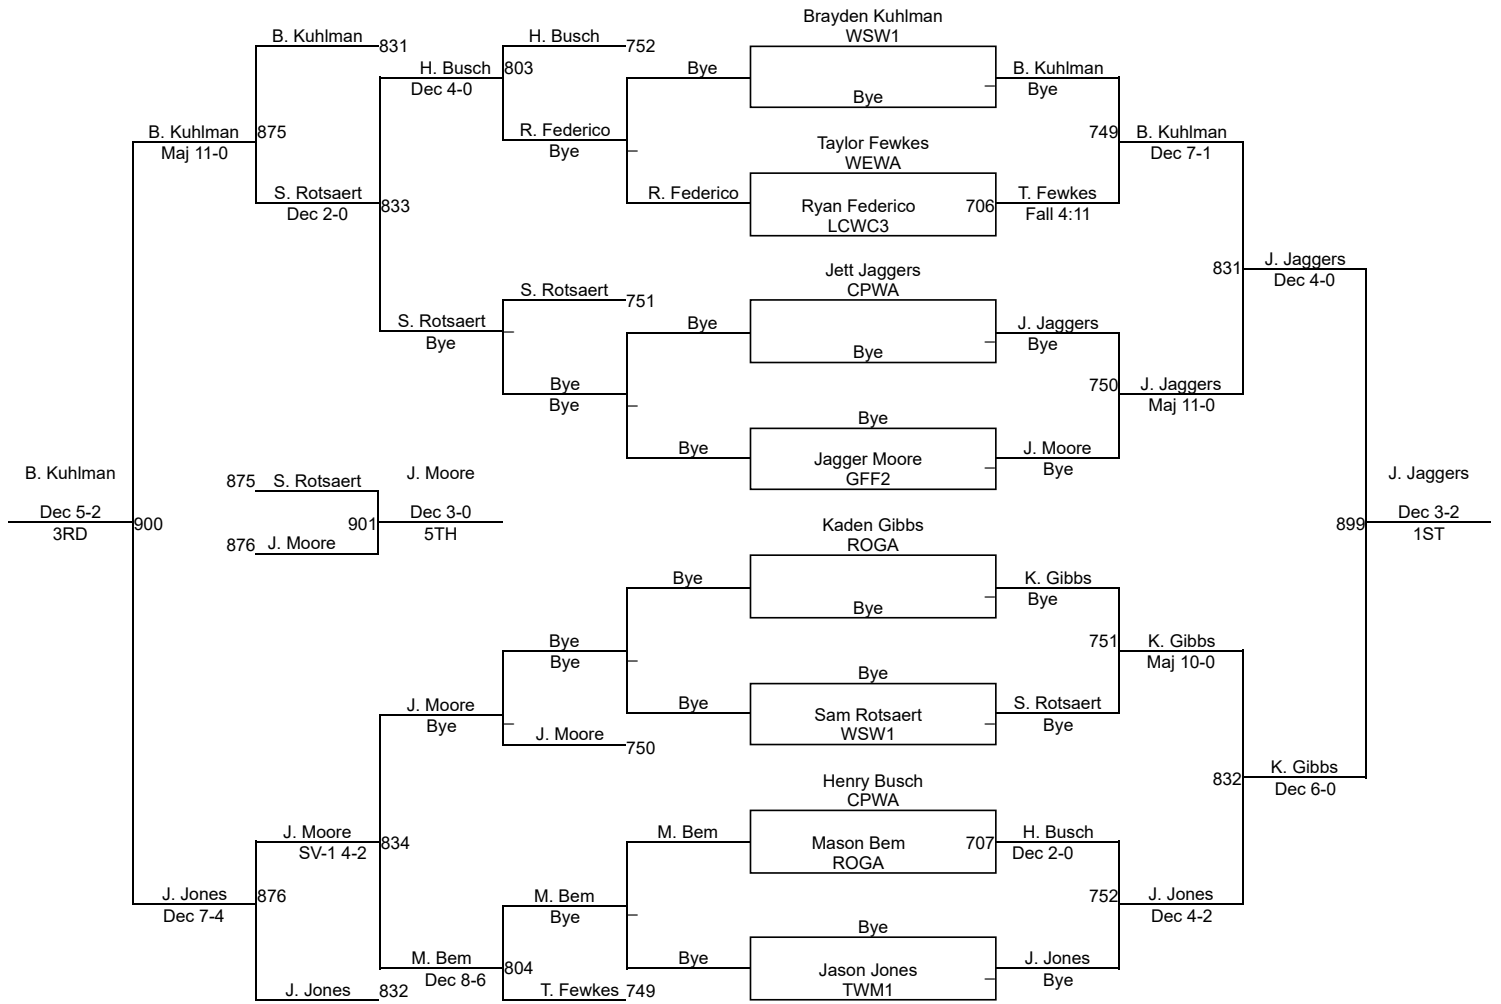 Brayden Kuhlman
WSW1
B. Kuhlman 831
H. Busch 752
H. Busch 803
Dec 4-0
Bye
Bye
B. Kuhlman
Bye
B. Kuhlman 875
Maj 11-0
R. Federico
Bye
Taylor Fewkes
WEWA
749 B. Kuhlman
Dec 7-1
S. Rotsaert
Dec 2-0
833
R. Federico
Ryan Federico
LCWC3
706 T. Fewkes
Fall 4:11
Jett Jaggers
CPWA
831 J. Jaggers
Dec 4-0
S. Rotsaert 751
S. Rotsaert
Bye
Bye
Bye
J. Jaggers
Bye
Bye
Bye
750 J. Jaggers
Maj 11-0
Bye
Bye
Jagger Moore
GFF2
J. Moore
Bye
B. Kuhlman
Dec 5-2
3RD
900
875 S. Rotsaert
876 J. Moore
901
J. Moore
Dec 3-0
5TH
J. Jaggers
899 Dec 3-2
1ST
Kaden Gibbs
ROGA
Bye
Bye
K. Gibbs
Bye
Bye
Bye
751 K. Gibbs
Maj 10-0
J. Moore
Bye
J. Moore 750
Bye
Bye
Sam Rotsaert
WSW1
S. Rotsaert
Bye
832 K. Gibbs
Dec 6-0
Henry Busch
CPWA
J. Moore
SV-1 4-2
834
M. Bem
Mason Bem
ROGA
707 H. Busch
Dec 2-0
J. Jones 876
Dec 7-4
M. Bem
Bye
752 J. Jones
Dec 4-2
Bye
M. Bem
Dec 8-6
804
Bye
Jason Jones
TWM1
J. Jones
Bye
J. Jones 832
T. Fewkes 749